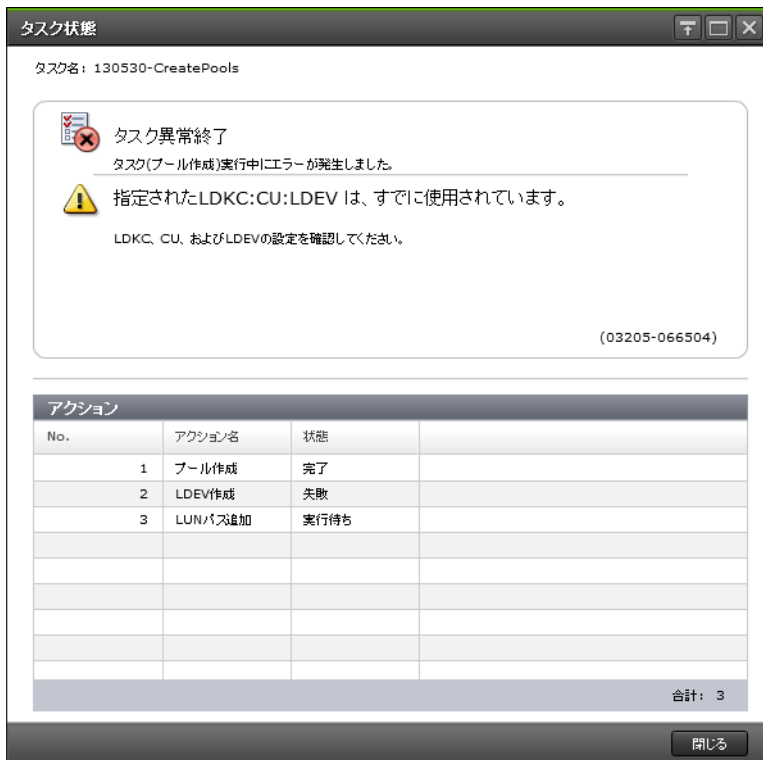 タスク状態
タスク名: 130530-CreatePools
タスク異常終了
タスク(プール作成)実行中にエラーが発生しました。
指定されたLDKC:CU:LDEV は、すでに使用されています。
LDKC、CU、およびLDEVの設定を確認してください。
(03205-066504)
アクション
No. アクション名 状態
1 プール作成 完了
2 LDEV作成 失敗
3 LUNパス追加 実行待ち
合計: 3
閉じる